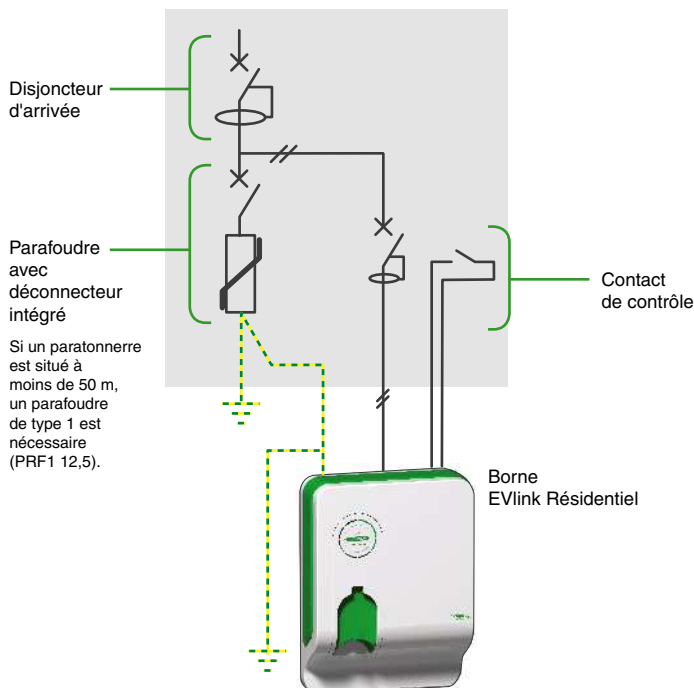 Disjoncteur
d'arrivée
Parafoudre
avec
déconnecteur
intégré
Si un paratonnerre
est situé à
moins de 50 m,
un parafoudre
de type 1 est
nécessaire
(PRF1 12,5).
Contact
de contrôle
Borne
EVlink Résidentiel